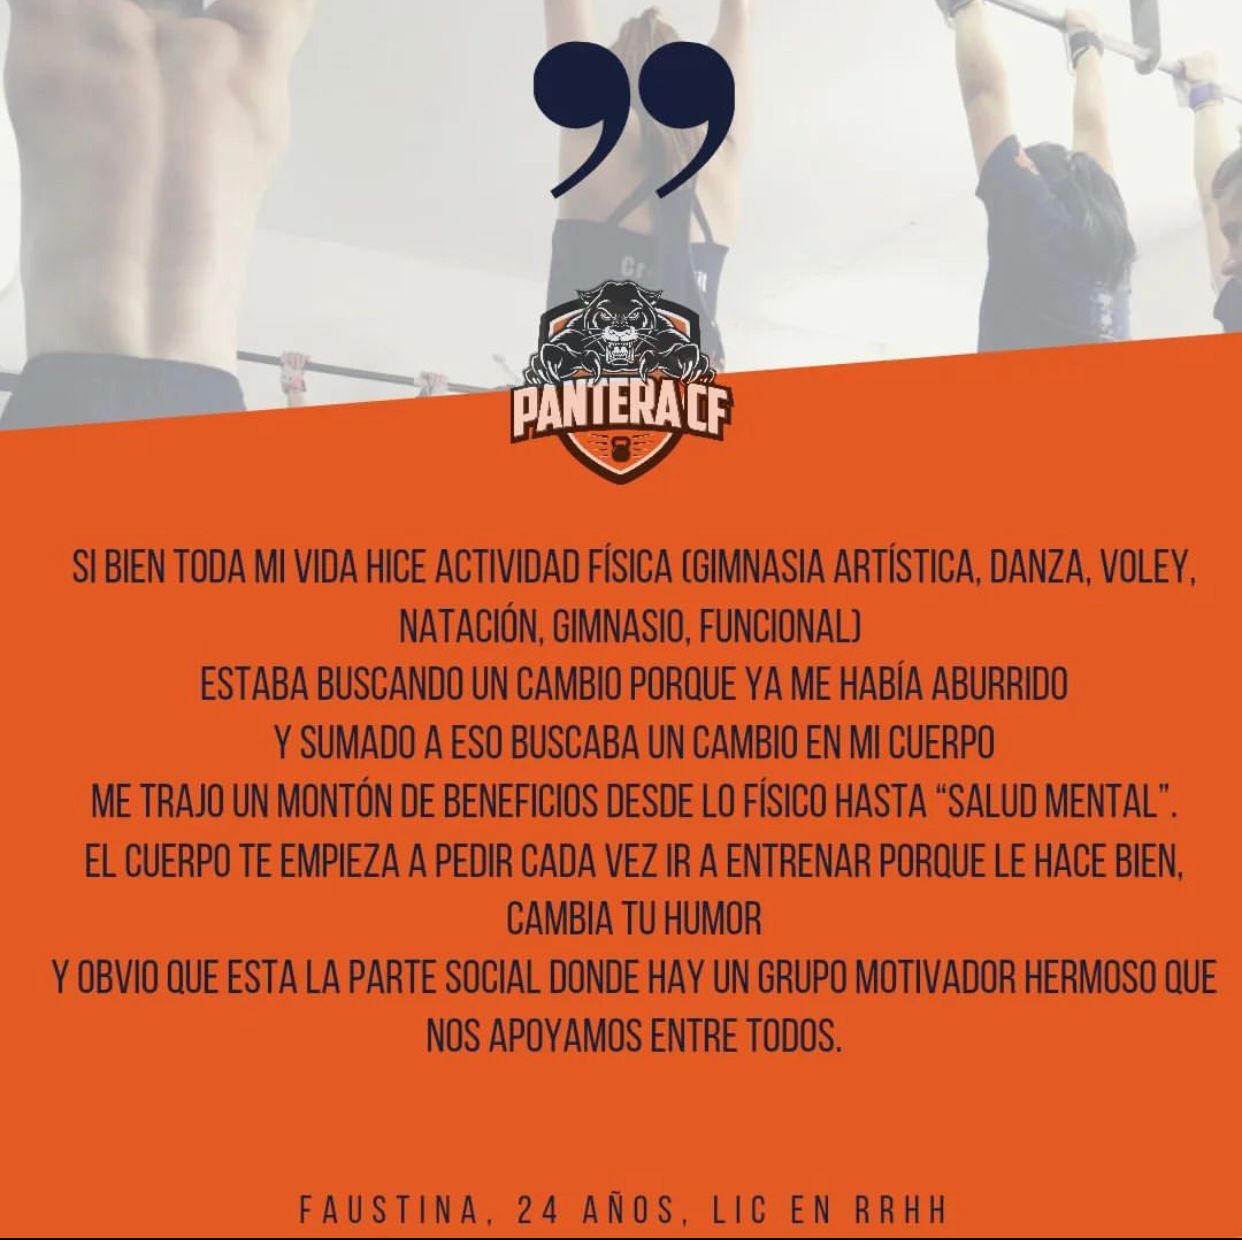 ”
Cr
PANTERA CF
SI BIEN TODA MI VIDA HICE ACTIVIDAD FÍSICA (GIMNASIA ARTÍSTICA, DANZA, VOLEY,
NATACIÓN, GIMNASIO, FUNCIONAL)
ESTABA BUSCANDO UN CAMBIO PORQUE YA ME HABÍA ABURRIDO
Y SUMADO A ESO BUSCABA UN CAMBIO EN MI CUERPO
ME TRAJO UN MONTÓN DE BENEFICIOS DESDE LO FÍSICO HASTA “SALUD MENTAL”.
EL CUERPO TE EMPIEZA A PEDIR CADA VEZ IR A ENTRENAR PORQUE LE HACE BIEN,
CAMBIA TU HUMOR
Y OBVIO QUE ESTA LA PARTE SOCIAL DONDE HAY UN GRUPO MOTIVADOR HERMOSO QUE
NOS APOYAMOS ENTRE TODOS.
FAUSTINA, 24 AÑOS, LIC EN RRHH